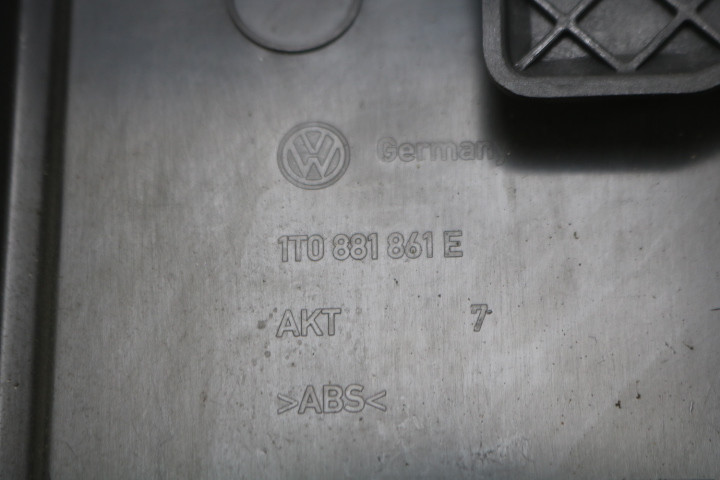 Germany
1T0 881 861 E
AKT 7
>ABS<